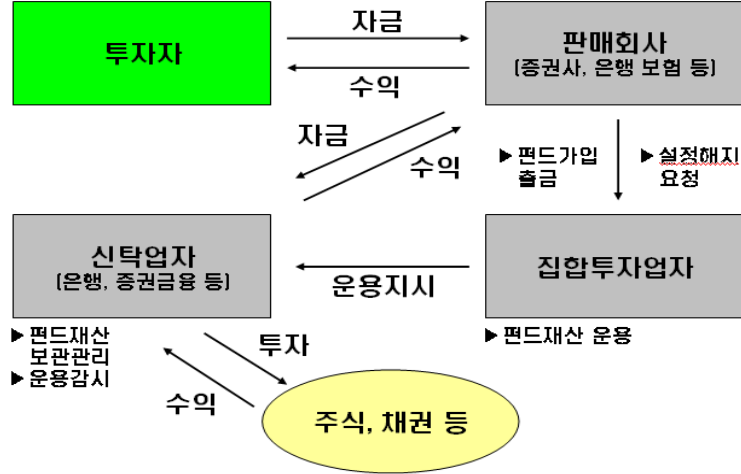 투자자
자금
수익
판매회사
(증권사, 은행 보험 등)
자금
수익
▶ 펀드가입
출금
▶ 설정해지
요청
신탁업자
(은행, 증권금융 등)
운용지시
집합투자업자
▶ 펀드재산
보관관리
▶ 운용감시
▶ 펀드재산 운용
투자
수익
주식, 채권 등